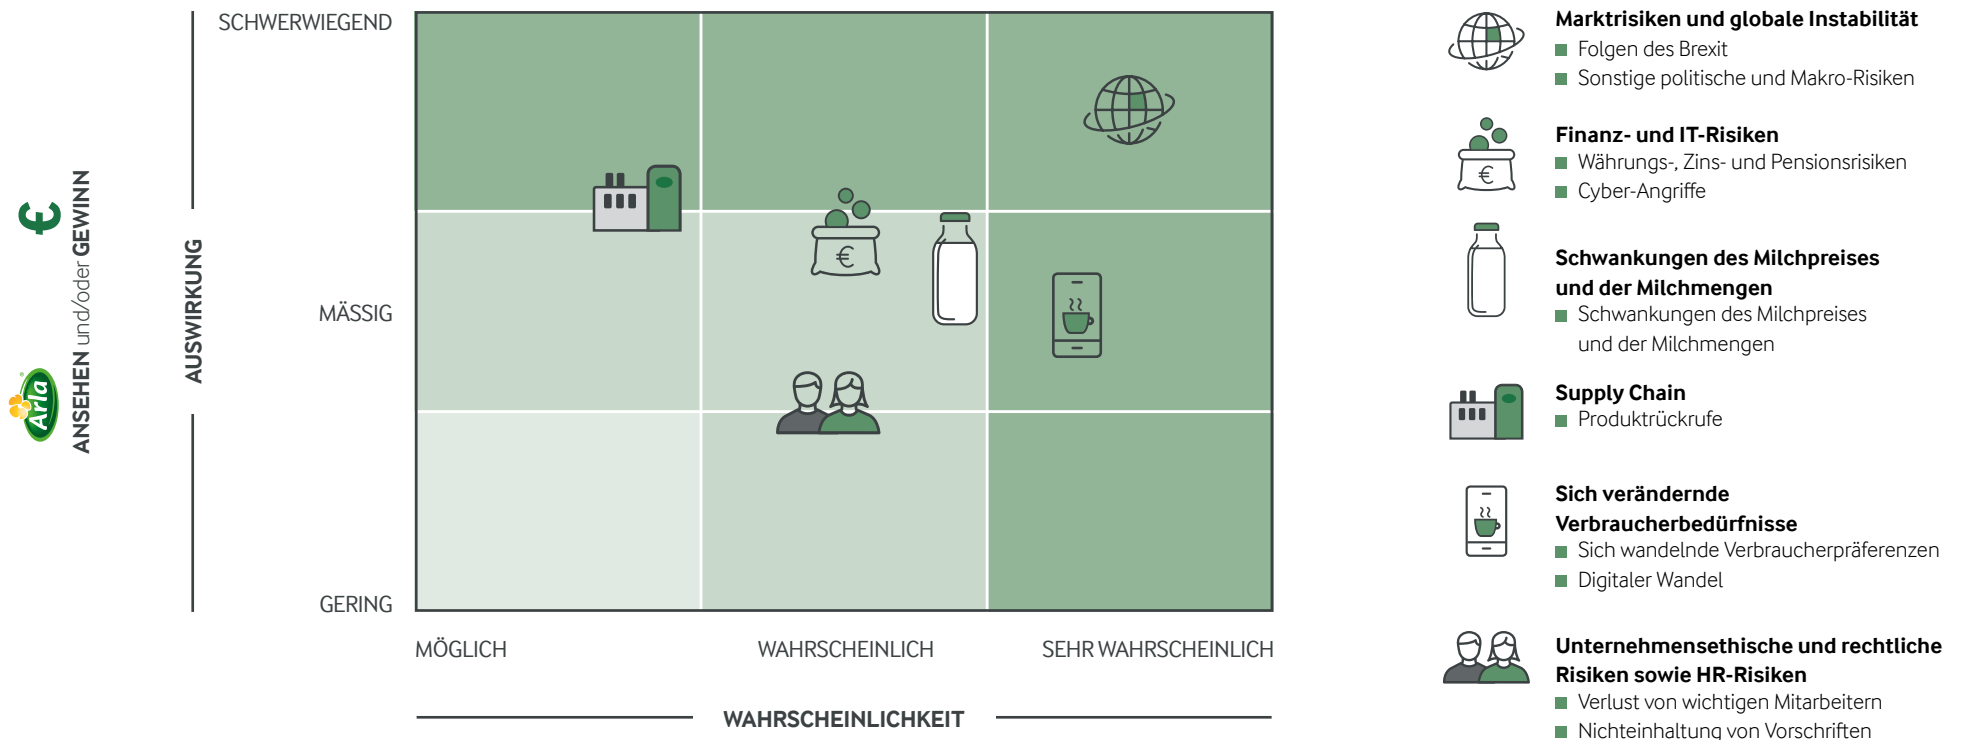 SCHWERWIEGEND
MÄSSIG
GERING
AUSWIRKUNG
€
ANSEHEN und/oder GEWINN
Arla
®
€
MÖGLICH
WAHRSCHEINLICH
SEHR WAHRSCHEINLICH
WAHRSCHEINLICHKEIT
Marktrisiken und globale Instabilität
Folgen des Brexit
Sonstige politische und Makro-Risiken
€
Finanz- und IT-Risiken
Währungs-, Zins- und Pensionsrisiken
Cyber-Angriffe
Schwankungen des Milchpreises
und der Milchmengen
Schwankungen des Milchpreises
und der Milchmengen
Supply Chain
Produktrückrufe
Sich verändernde
Verbraucherbedürfnisse
Sich wandelnde Verbraucherpräferenzen
Digitaler Wandel
Unternehmensethische und rechtliche
Risiken sowie HR-Risiken
Verlust von wichtigen Mitarbeitern
Nichteinhaltung von Vorschriften